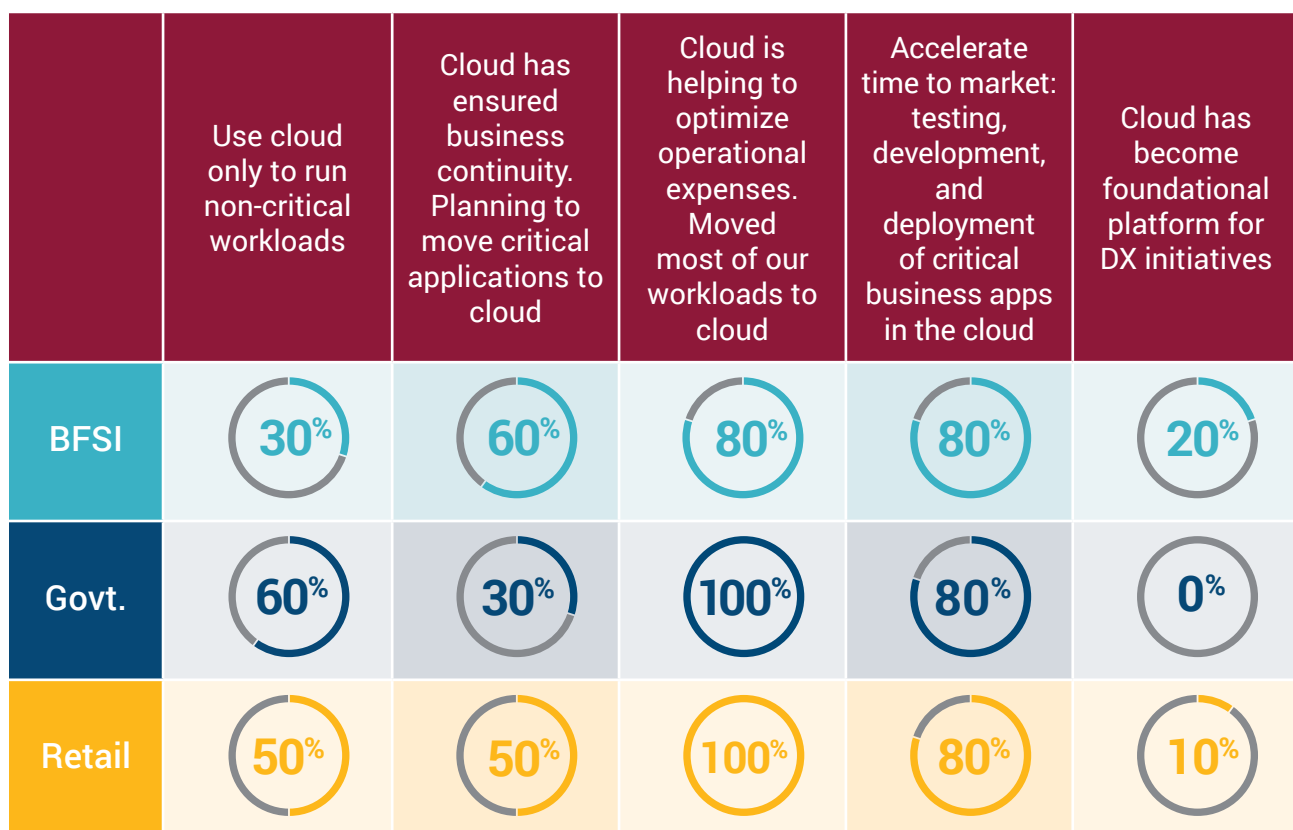 Use cloud
only to run
non-critical
workloads
Cloud has
ensured
business
continuity.
Planning to
move critical
applications to
cloud
Cloud is
helping to
optimize
operational
expenses.
Moved
most of our
workloads to
cloud
Accelerate
time to market:
testing,
development,
and
deployment
of critical
business apps
in the cloud
Cloud has
become
foundational
platform for
DX initiatives
BFSI
30%
60%
80%
80%
20%
Govt.
60%
30%
100%
80%
0%
Retail
50%
50%
100%
80%
10%